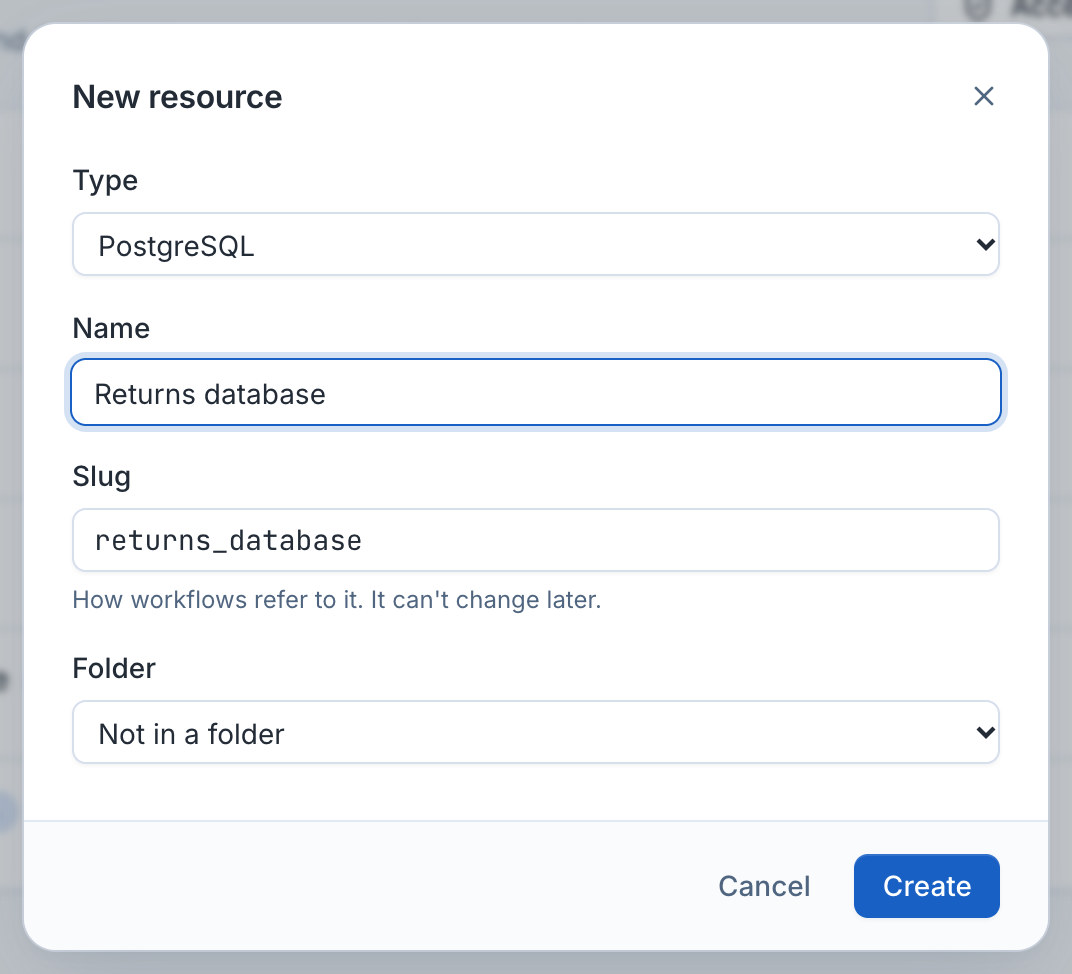 New resource
Type
PostgreSQL
Name
Returns database
Slug
returns_database
How workflows refer to it. It can't change later.
Folder
Not in a folder
Cancel
Create